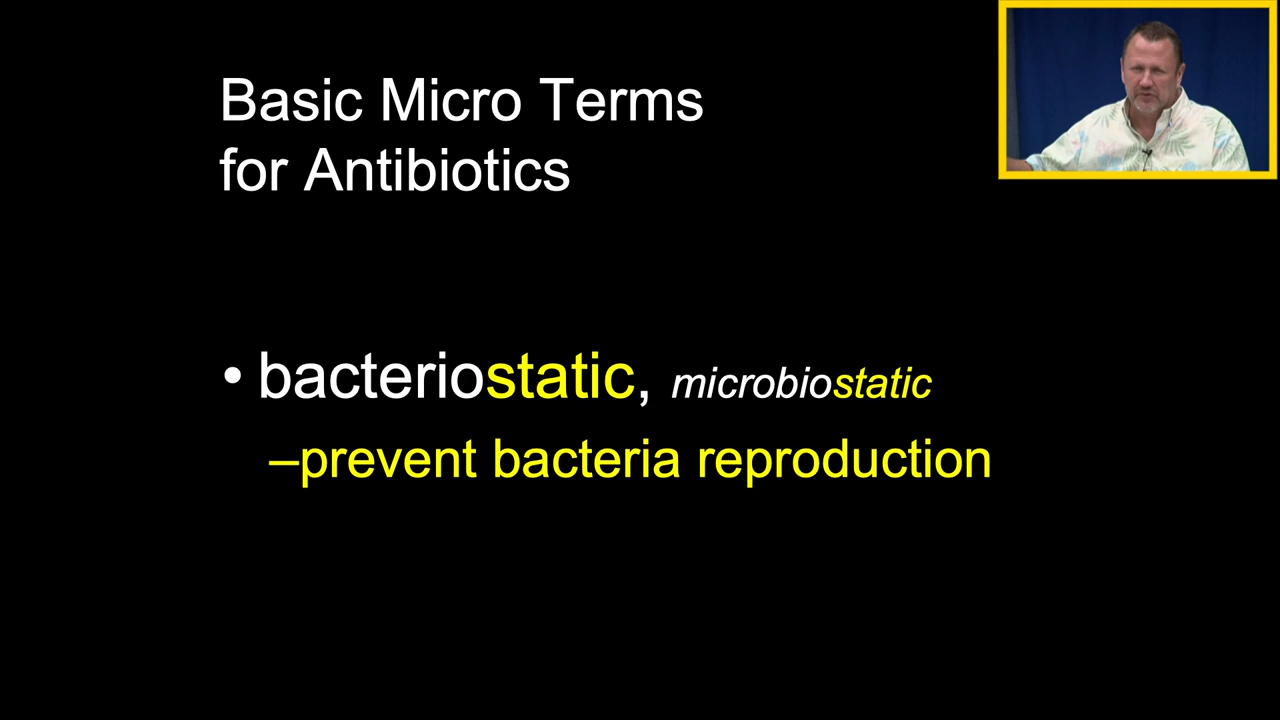 Basic Micro Terms
for Antibiotics
• bacteriostatic, microbiostatic
–prevent bacteria reproduction